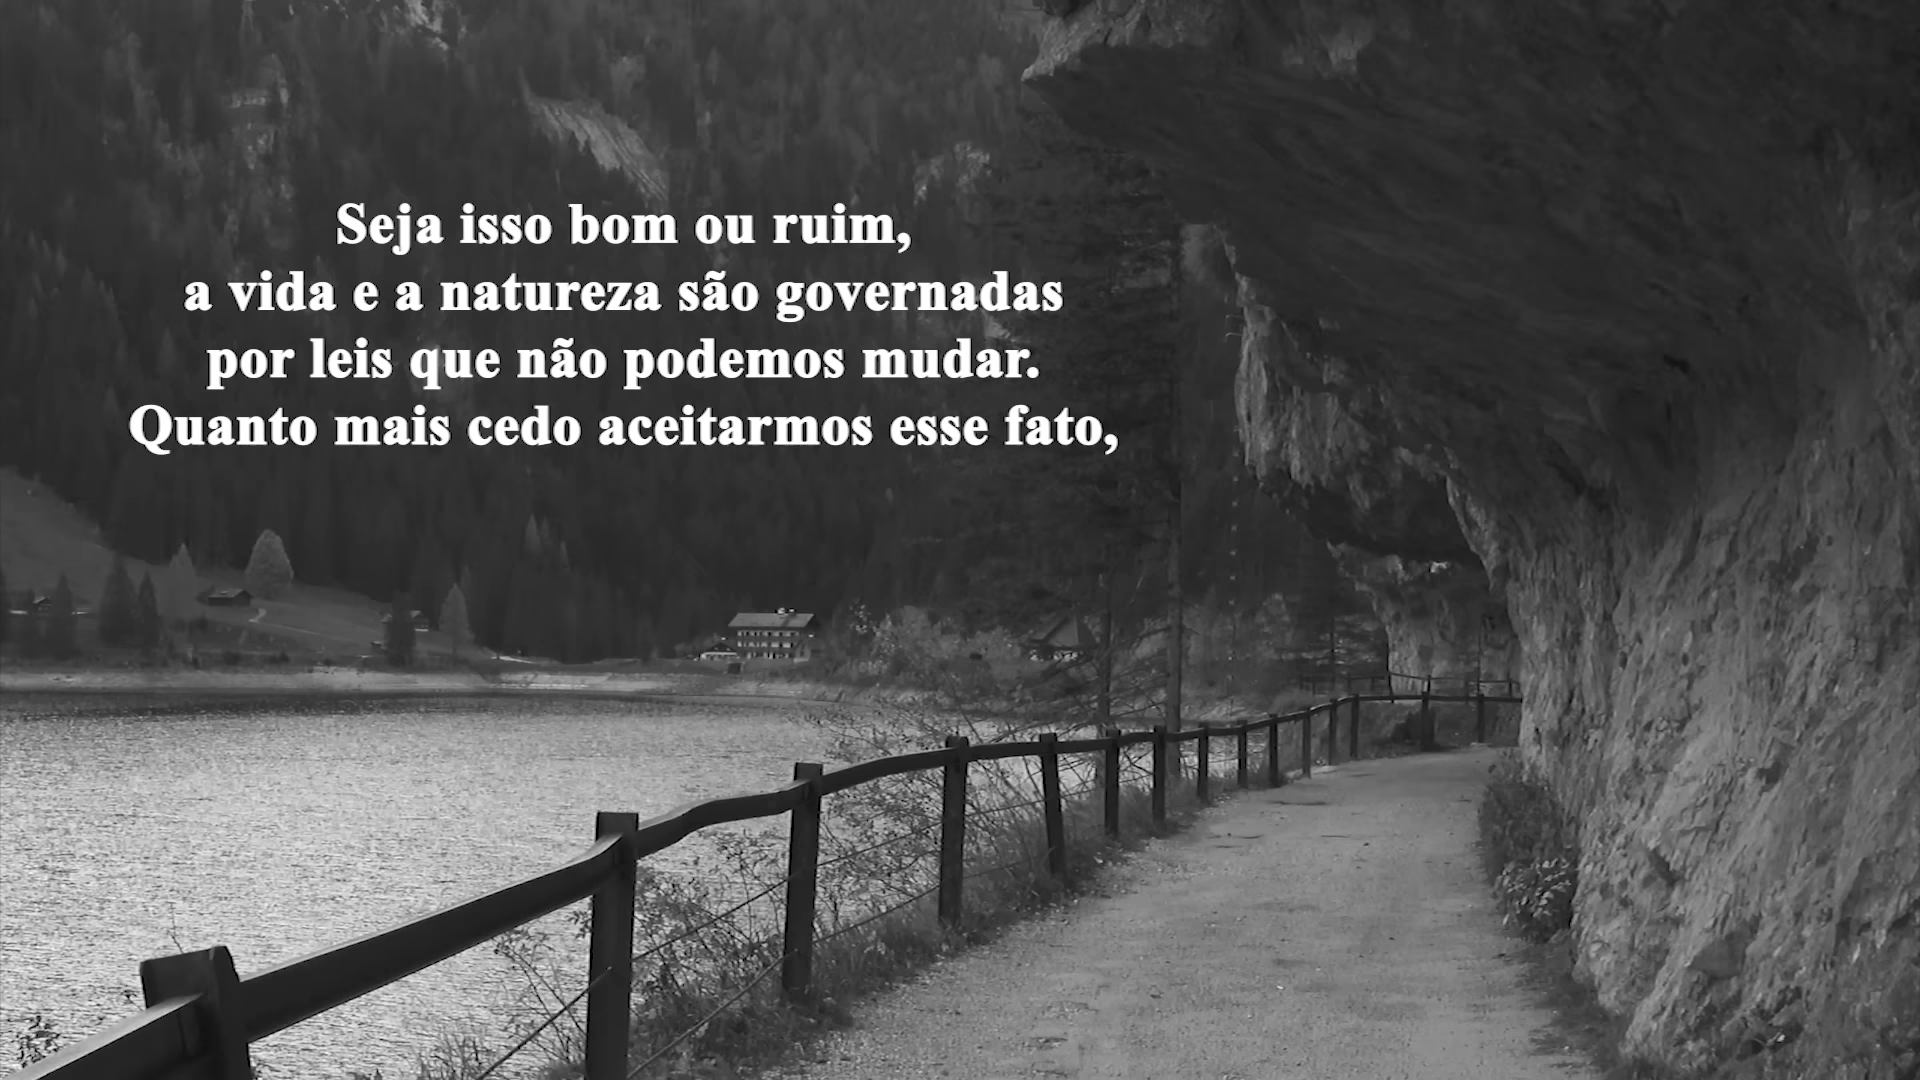 Seja isso bom ou ruim,
a vida e a natureza são governadas
por leis que não podemos mudar.
Quanto mais cedo aceitarmos esse fato,